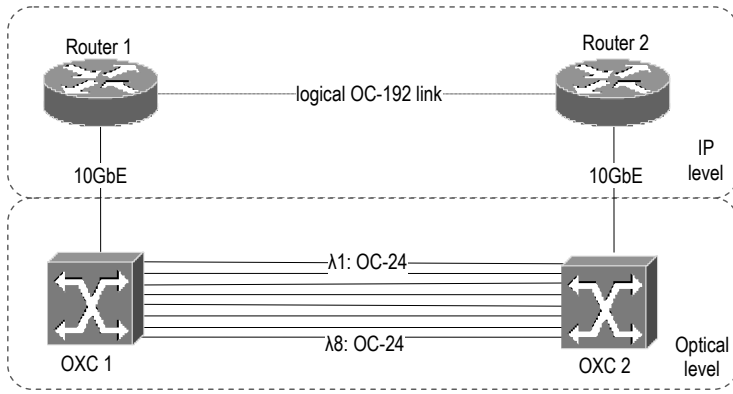 Router 1
Router 2
logical OC-192 link
10GbE
10GbE
IP
level
λ1: OC-24
λ8: OC-24
OXC 1
OXC 2
Optical
level